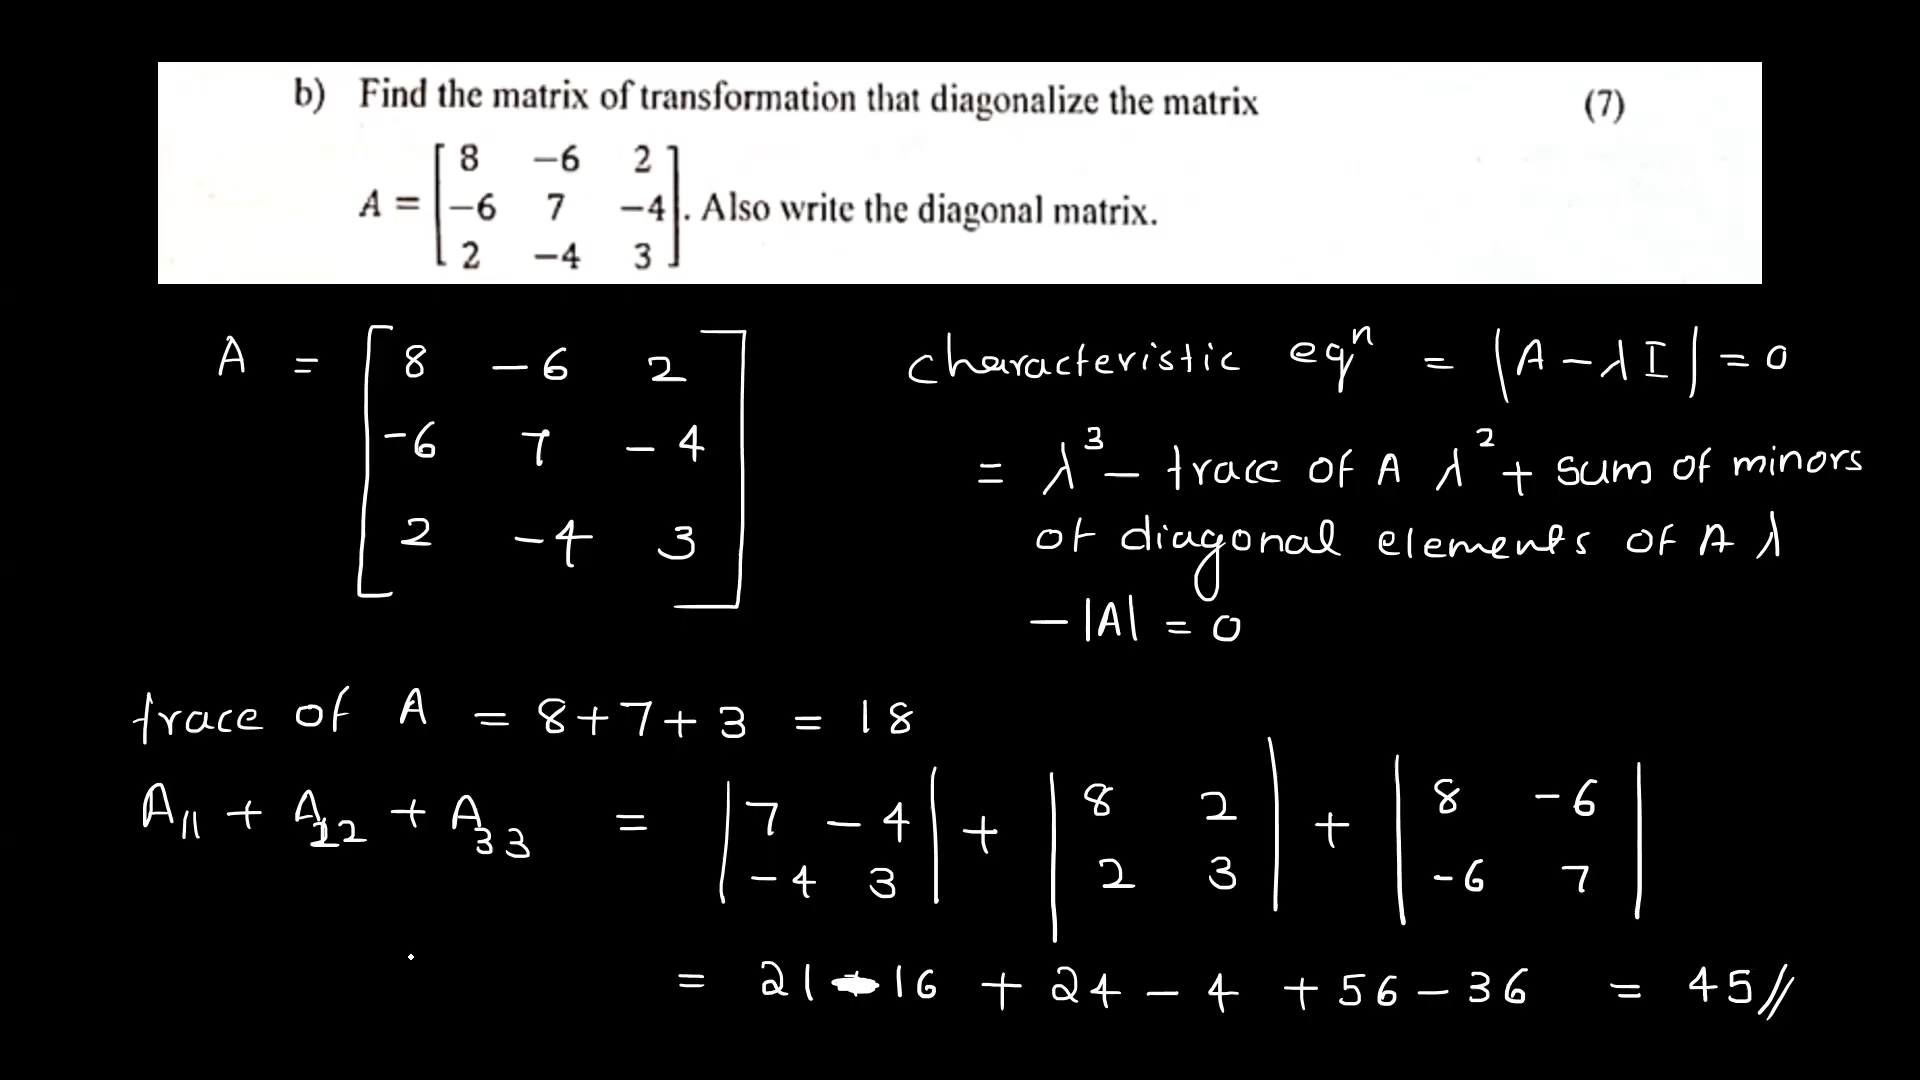 b) Find the matrix of transformation that diagonalize the matrix (7)
8 −6 2
A = −6 7 −4 . Also write the diagonal matrix.
2 −4 3
A = 8 −6 2
-6 7 −4
2 −4 3
characteristic eqⁿ = |A − λI| = 0
= λ³ − trace of A λ² + sum of minors
of diagonal elements of A λ
− |A| = 0
trace of A = 8+7+3 = 18
A₁₁ + A₂₂ + A₃₃ = |7 −4| + |8 2| + |8 -6|
|-4 3| |2 3| |-6 7|
= 21 - 16 + 24 − 4 + 56 − 36 = 45//